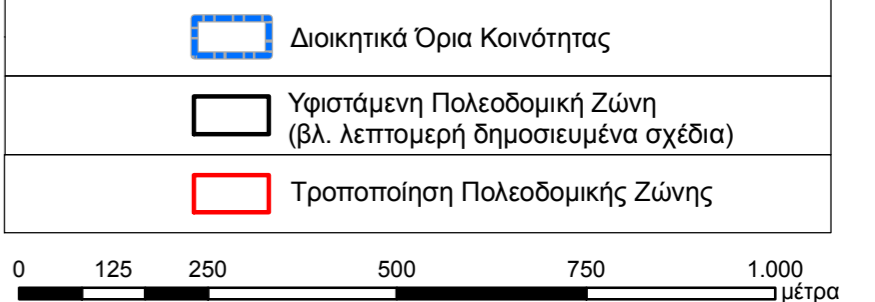 Διοικητικά Όρια Κοινότητας
Υφιστάμενη Πολεοδομική Ζώνη
(βλ. λεπτομερή δημοσιευμένα σχέδια)
Τροποποίηση Πολεοδομικής Ζώνης
0 125 250 500 750 1.000
μέτρα